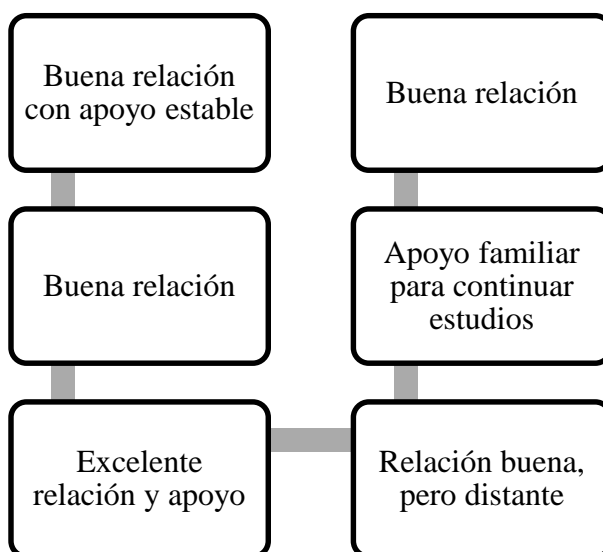 Buena relación
con apoyo estable
Buena relación
Excelente
relación y apoyo
Relación buena,
pero distante
Apoyo familiar
para continuar
estudios
Buena relación